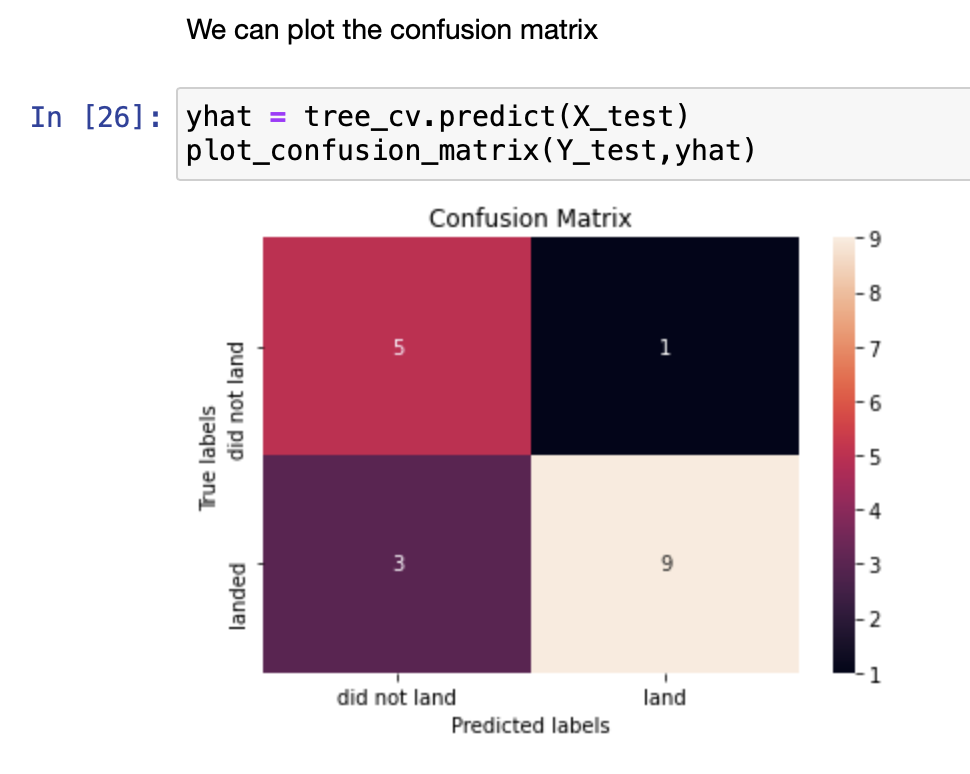 We can plot the confusion matrix
In [26]:
yhat = tree_cv.predict(X_test)
plot_confusion_matrix(Y_test,yhat)
Confusion Matrix
True labels
did not land
landed
5
1
3
9
did not land
land
Predicted labels
9
8
7
6
5
4
3
2
1